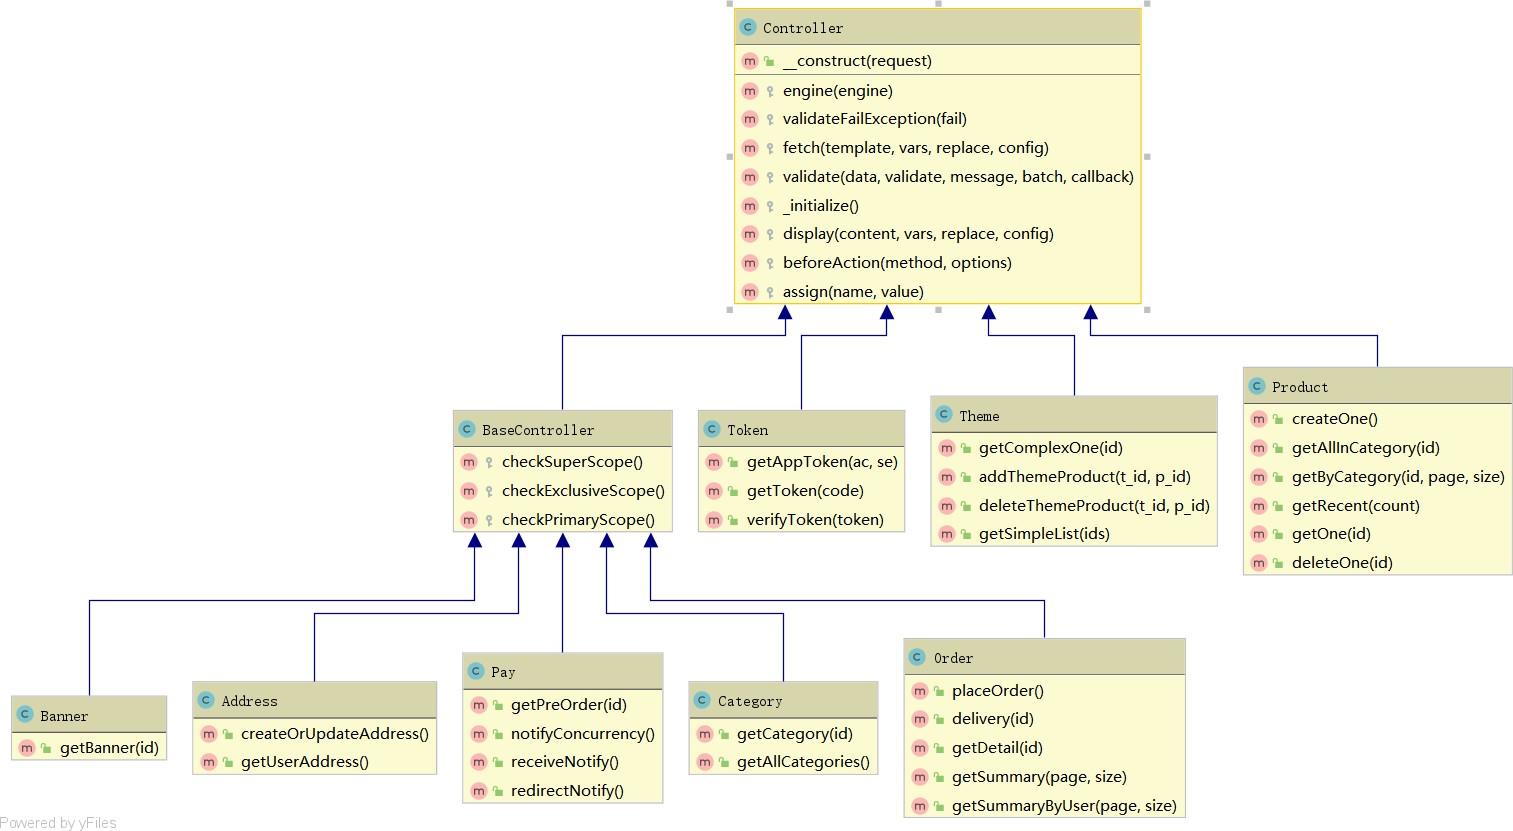 Controller
__construct(request)
engine(engine)
validateFailException(fail)
fetch(template, vars, replace, config)
validate(data, validate, message, batch, callback)
_initialize()
display(content, vars, replace, config)
beforeAction(method, options)
assign(name, value)
BaseController
checkSuperScope()
checkExclusiveScope()
checkPrimaryScope()
Token
getAppToken(ac, se)
getToken(code)
verifyToken(token)
Theme
getComplexOne(id)
addThemeProduct(t_id, p_id)
deleteThemeProduct(t_id, p_id)
getSimpleList(ids)
Product
createOne()
getAllInCategory(id)
getByCategory(id, page, size)
getRecent(count)
getOne(id)
deleteOne(id)
Banner
getBanner(id)
Address
createOrUpdateAddress()
getUserAddress()
Pay
getPreOrder(id)
notifyConcurrency()
receiveNotify()
redirectNotify()
Category
getCategory(id)
getAllCategories()
Order
placeOrder()
delivery(id)
getDetail(id)
getSummary(page, size)
getSummaryByUser(page, size)
Powered by yFiles